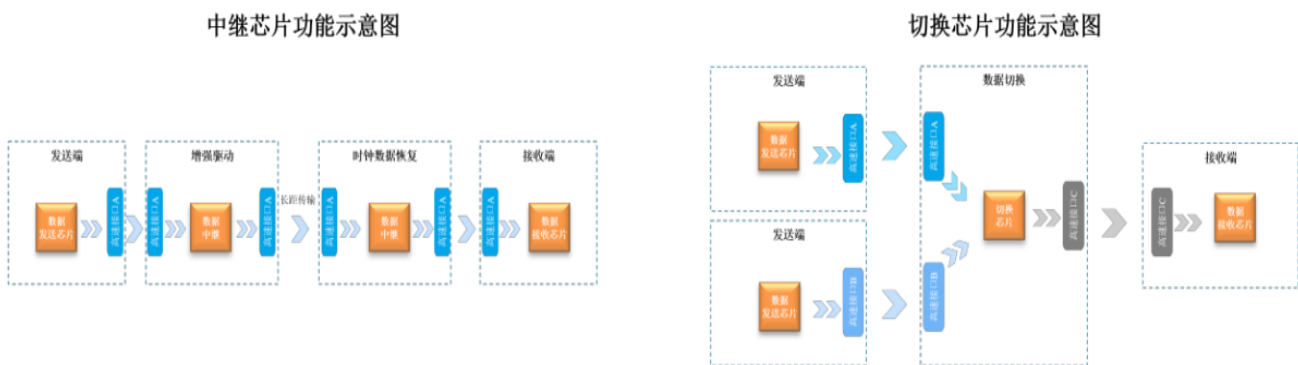 中继芯片功能示意图
发送端
数据
发送芯片
高速接口A
增强驱动
高速接口A
数据
中继
高速接口A
长距传输
时钟数据恢复
高速接口A
数据
中继
高速接口A
接收端
高速接口A
数据
接收芯片
切换芯片功能示意图
发送端
数据
发送芯片
高速接口A
发送端
数据
发送芯片
高速接口B
数据切换
高速接口A
高速接口B
切换
芯片
高速接口C
接收端
高速接口C
数据
接收芯片